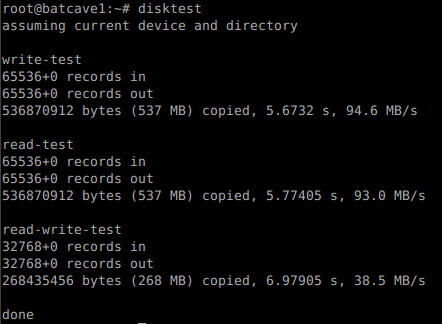 root@batcave1:~# disktest
assuming current device and directory
write-test
65536+0 records in
65536+0 records out
536870912 bytes (537 MB) copied, 5.6732 s, 94.6 MB/s
read-test
65536+0 records in
65536+0 records out
536870912 bytes (537 MB) copied, 5.77405 s, 93.0 MB/s
read-write-test
32768+0 records in
32768+0 records out
268435456 bytes (268 MB) copied, 6.97905 s, 38.5 MB/s
done